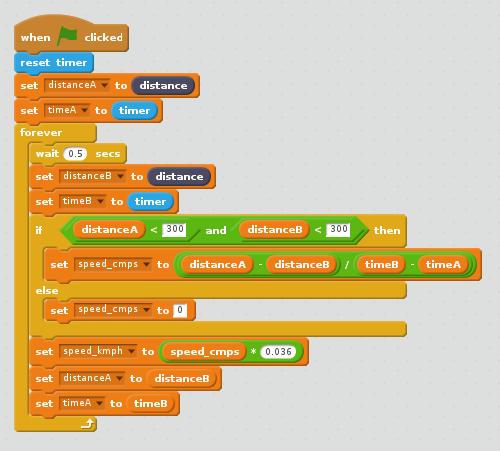 when clicked
reset timer
set distanceA to distance
set timeA to timer
forever
wait 0.5 secs
set distanceB to distance
set timeB to timer
if distanceA < 300 and distanceB < 300 then
set speed_cmps to distanceA - distanceB / timeB - timeA
else
set speed_cmps to 0
set speed_kmph to speed_cmps * 0.036
set distanceA to distanceB
set timeA to timeB